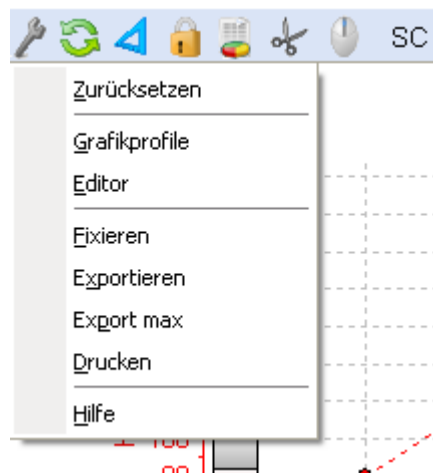 SC
Zurücksetzen
Grafikprofile
Editor
Fixieren
Exportieren
Export max
Drucken
Hilfe